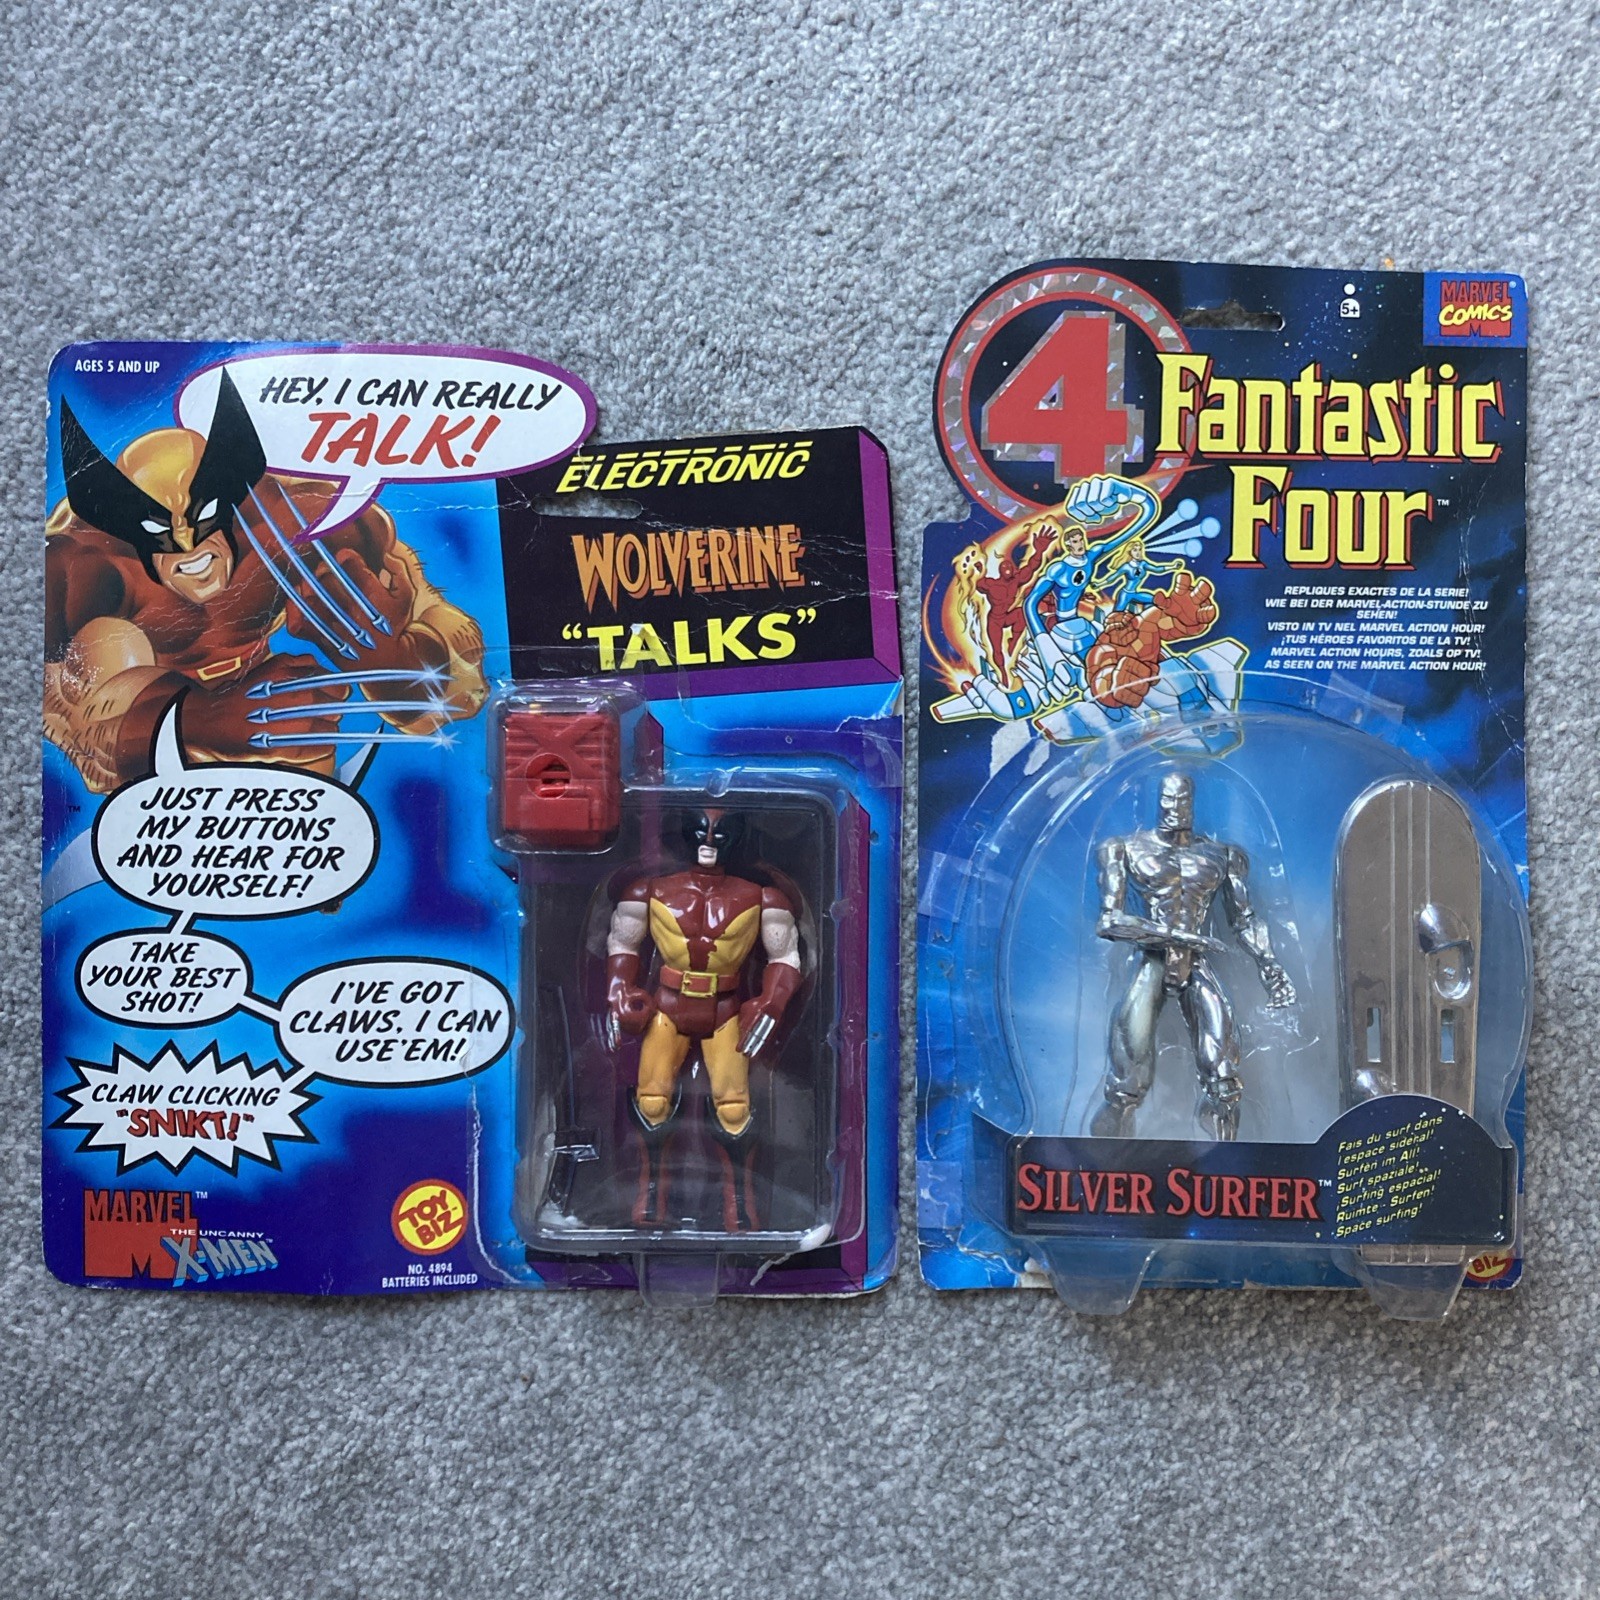 AGES 5 AND UP
HEY, I CAN REALLY
TALK!
ELECTRONIC
WOLVERINE™
"TALKS"
JUST PRESS
MY BUTTONS
AND HEAR FOR
YOURSELF!
TAKE
YOUR BEST
SHOT!
I'VE GOT
CLAWS, I CAN
USE 'EM!
CLAW CLICKING
"SNIKT!"
MARVEL™
M
THE UNCANNY
X-MEN™
TOY
BIZ
NO. 4894
BATTERIES INCLUDED
4
5+
MARVEL
COMICS
M
Fantastic
Four™
REPLIQUES EXACTES DE LA SERIE!
WIE BEI DER MARVEL-ACTION-STUNDE ZU
SEHEN!
VISTO IN TV NEL MARVEL ACTION HOUR!
¡TUS HÉROES FAVORITOS DE LA TV!
MARVEL ACTION HOURS, ZOALS OP TV!
AS SEEN ON THE MARVEL ACTION HOUR!
SILVER SURFER™
Fais du surf dans
l'espace sidéral!
Surfen im All!
Surf spaziale!
Surfing espacial!
Ruimte - Surfen!
Space surfing!
BIZ